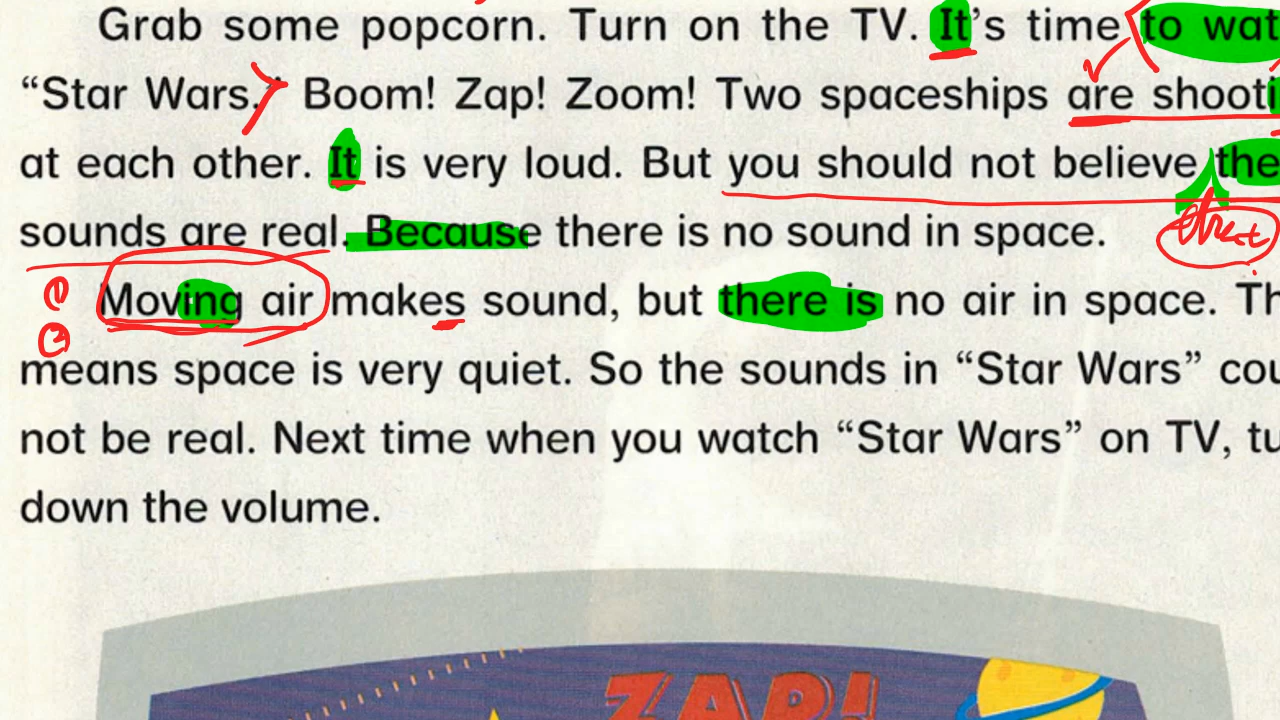 Grab some popcorn. Turn on the TV. It's time to wat
“Star Wars.” Boom! Zap! Zoom! Two spaceships are shooti
at each other. It is very loud. But you should not believe the
sounds are real. Because there is no sound in space.
that
① Moving air makes sound, but there is no air in space. Th
②
means space is very quiet. So the sounds in “Star Wars” cou
not be real. Next time when you watch “Star Wars” on TV, tu
down the volume.
ZAP!